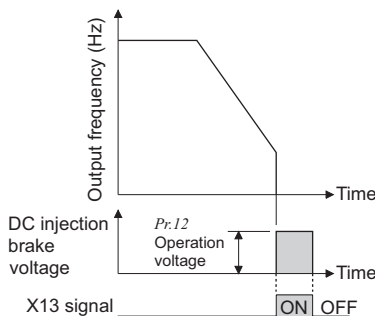 Output frequency (Hz)
Time
DC injection
brake
voltage
Pr.12
Operation
voltage
Time
X13 signal
ON
OFF